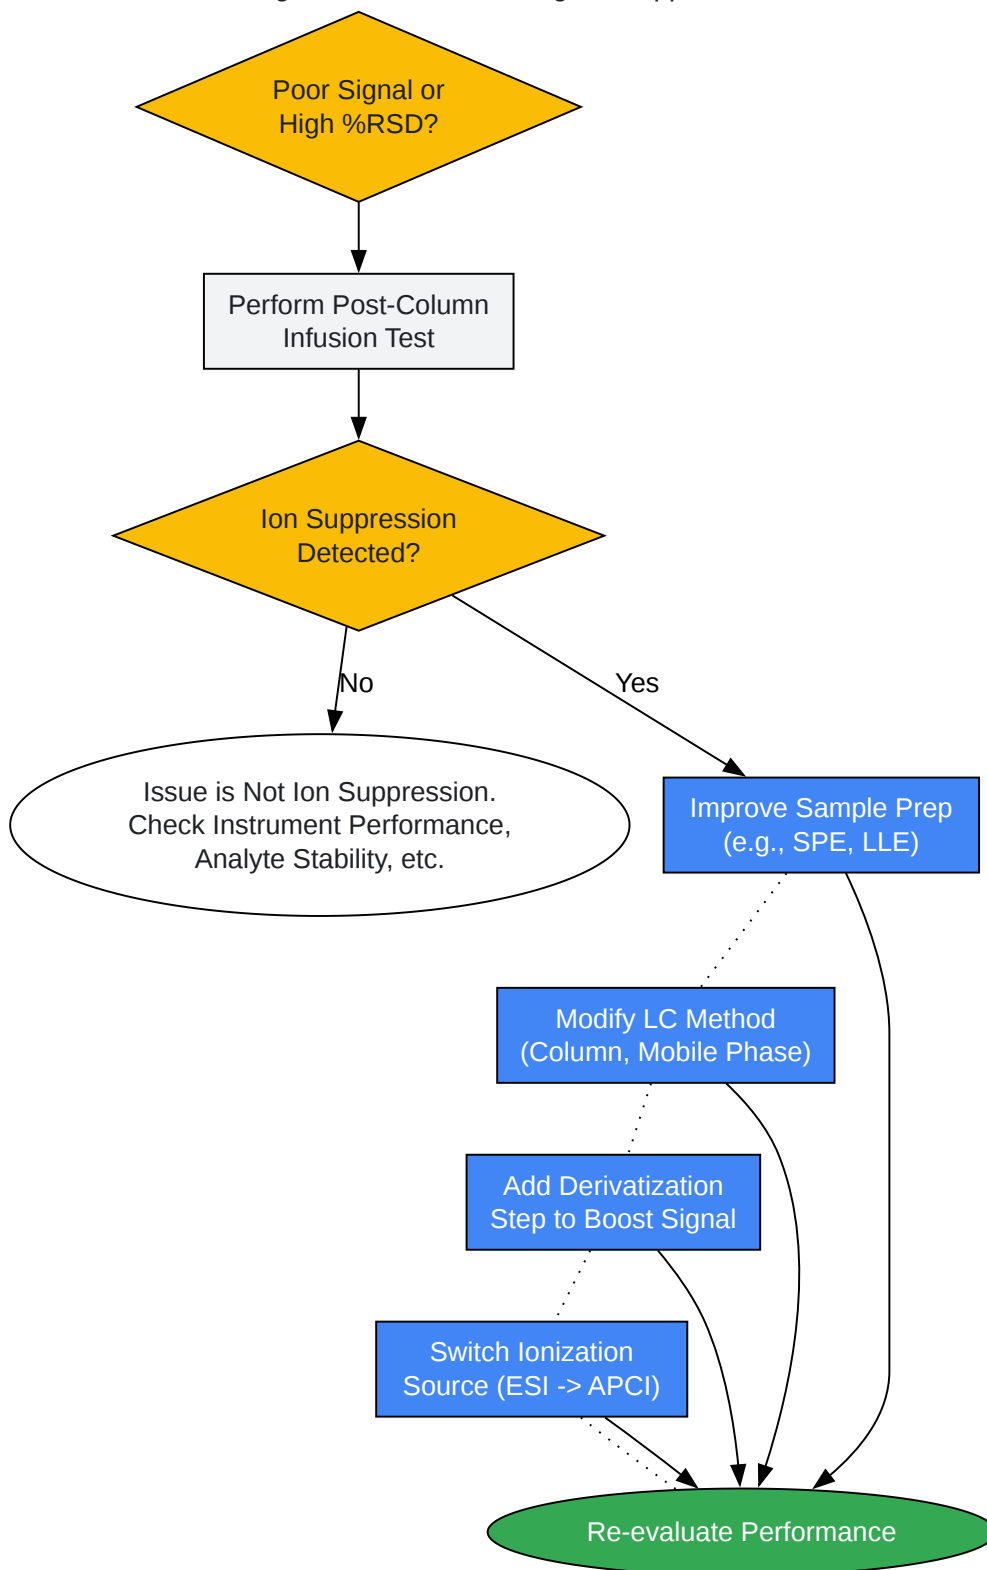 Poor Signal or
High %RSD?
Perform Post-Column
Infusion Test
Ion Suppression
Detected?
No
Yes
Issue is Not Ion Suppression.
Check Instrument Performance,
Analyte Stability, etc.
Improve Sample Prep
(e.g., SPE, LLE)
Modify LC Method
(Column, Mobile Phase)
Add Derivatization
Step to Boost Signal
Switch Ionization
Source (ESI -> APCI)
Re-evaluate Performance